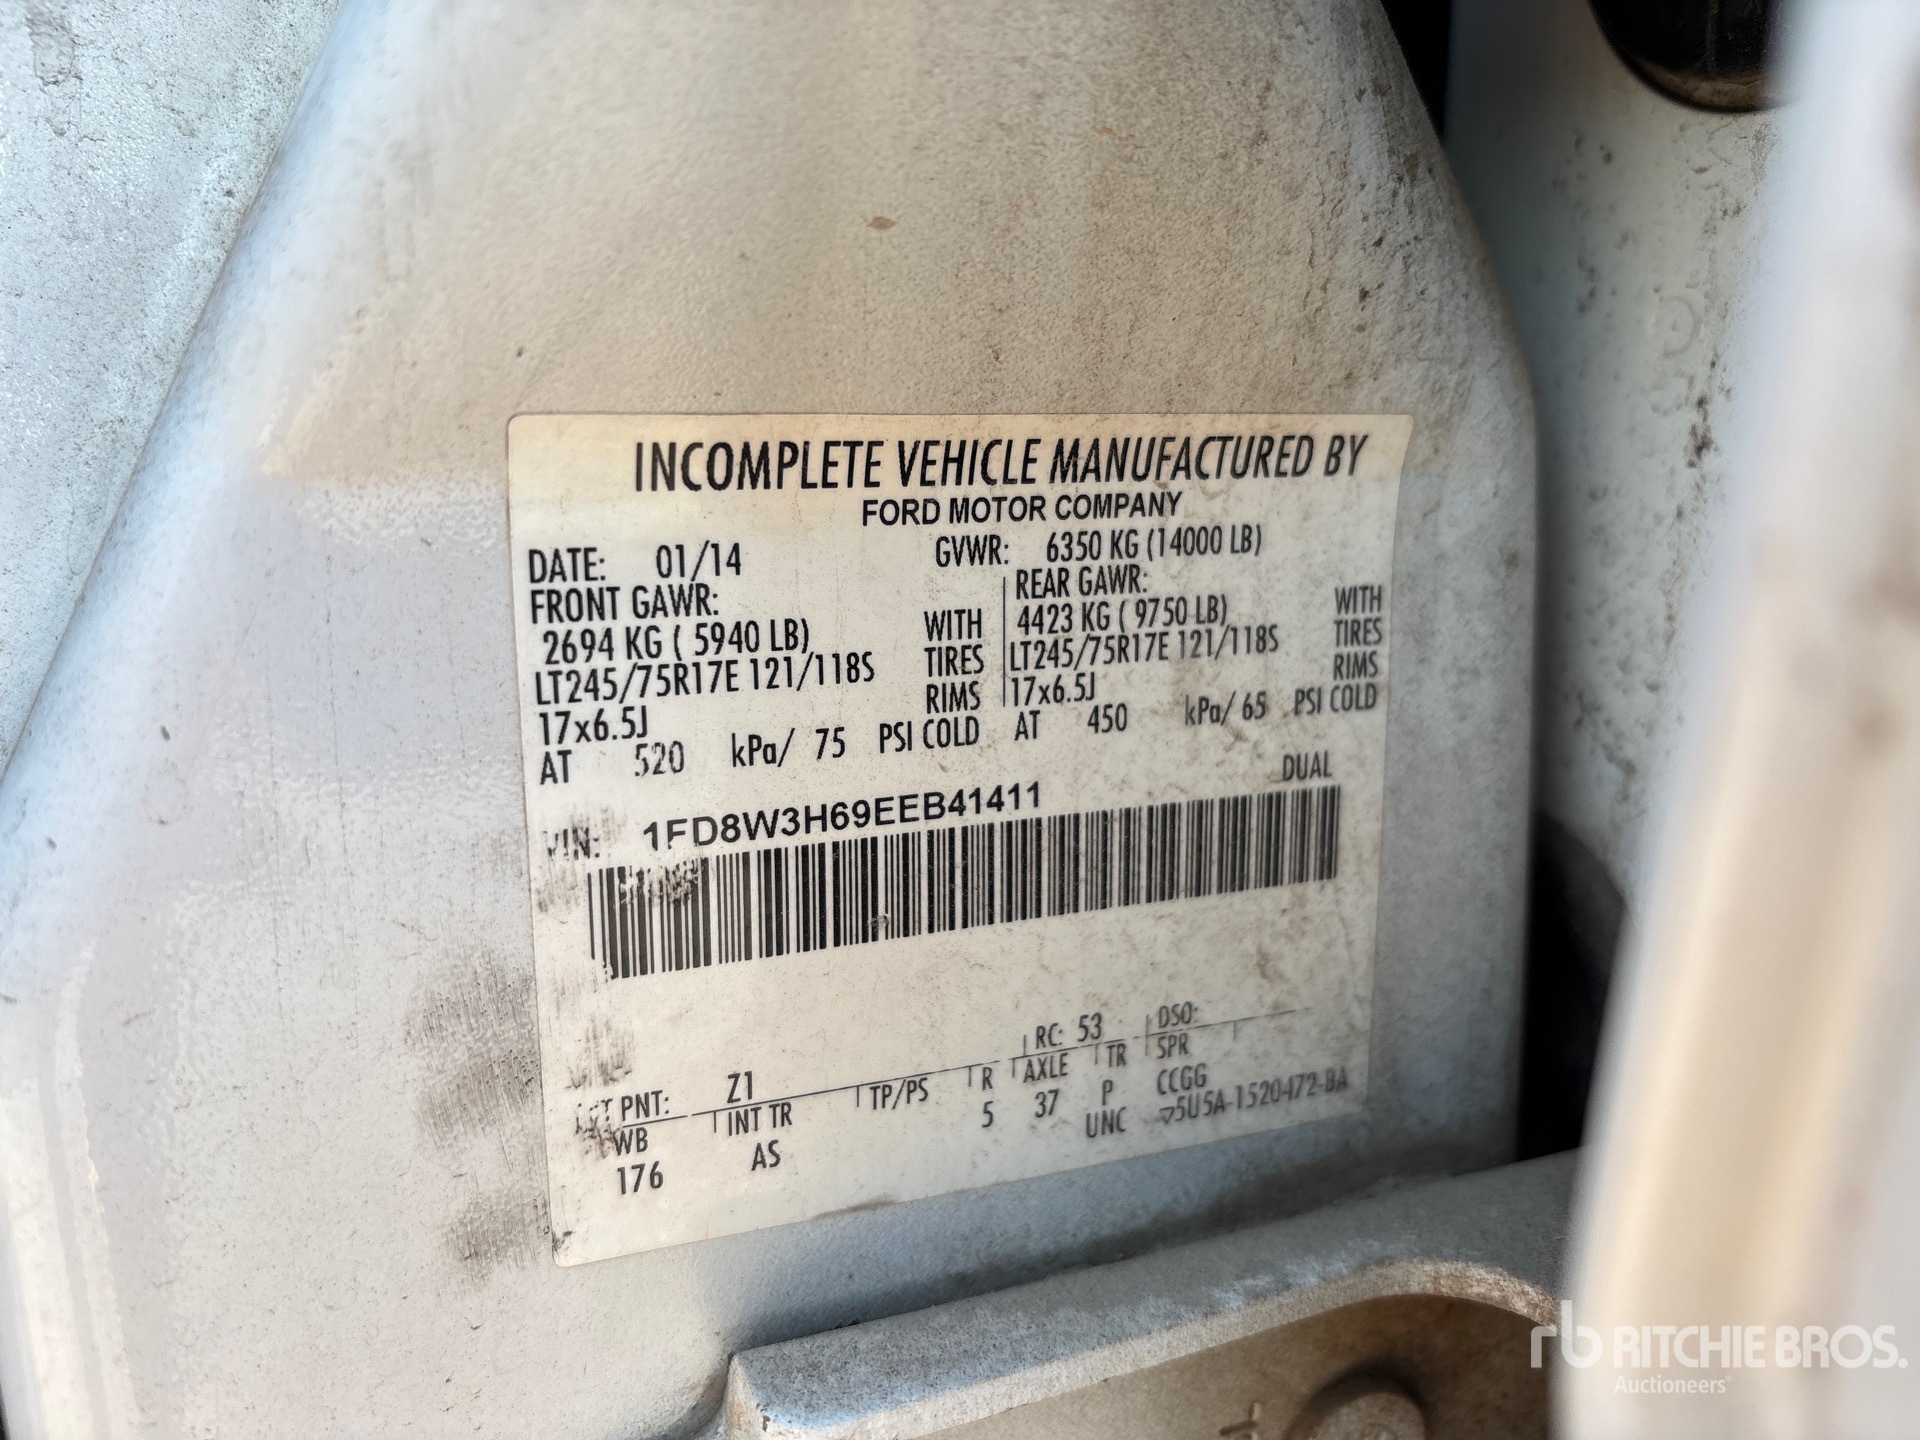 INCOMPLETE VEHICLE MANUFACTURED BY
FORD MOTOR COMPANY
DATE: 01/14 GVWR: 6350 KG (14000 LB)
FRONT GAWR: REAR GAWR:
2694 KG ( 5940 LB) WITH 4423 KG ( 9750 LB) WITH
LT245/75R17E 121/118S TIRES LT245/75R17E 121/118S TIRES
17x6.5J RIMS 17x6.5J RIMS
AT 520 kPa/ 75 PSI COLD AT 450 kPa/ 65 PSI COLD
DUAL
VIN: 1FD8W3H69EEB41411
RC: 53 DSO:
PNT: Z1
WB INT TR TP/PS R AXLE TR SPR
176 AS 5 37 P CCGG
UNC ▽5U5A-1520472-BA
rb RITCHIE BROS.
Auctioneers